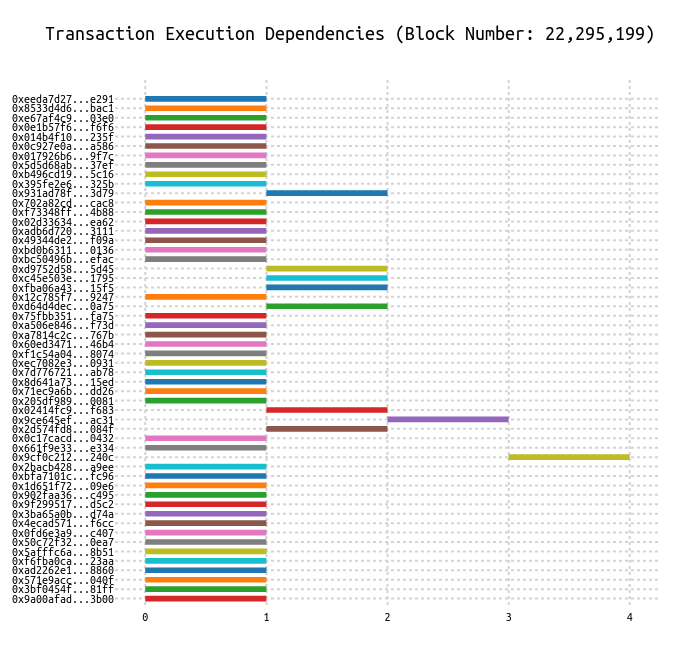 Transaction Execution Dependencies (Block Number: 22,295,199)
0xeeda7d27...e291
0x8533d4d6...bac1
0xe67af4c9...03e0
0x0e1b57f6...f6f6
0x014b4f10...235f
0x0c927e0a...a586
0x017926b6...9f7c
0x5d5d68ab...37ef
0xb496cd19...5c16
0x395fe2e6...325b
0x931ad78f...3d79
0x702a82cd...cac8
0xf73348ff...4b88
0x02d33634...ea62
0xadb6d720...3111
0x49344de2...f09a
0xbd0b6311...0136
0xbc50496b...efac
0xd9752d58...5d45
0xc45e503e...1795
0xfba06a43...15f5
0x12c785f7...9247
0xd64d4dec...0a75
0x75fbb351...fa75
0xa506e846...f73d
0xa7814c2c...767b
0x60ed3471...46b4
0xf1c54a04...8074
0xec7082e3...0931
0x7d776721...ab78
0x8d641a73...15ed
0x71ec9a6b...dd26
0x205df989...0081
0x02414fc9...f683
0x9ce645ef...ac31
0x2d574fd8...084f
0x0c17cacd...0432
0x661f9e33...e334
0x9cf0c212...240c
0x2bacb428...a9ee
0xbfa7101c...fc96
0x1d651f72...09e6
0x902faa36...c495
0x9f299517...d5c2
0x3ba65a0b...d74a
0x4ecad571...f6cc
0x0fd6e3a9...c407
0x50c72f32...0ea7
0x5afffc6a...8b51
0xf6fba0ca...23aa
0xad2262e1...8860
0x571e9acc...040f
0x3bf0454f...81ff
0x9a00afad...3b00
0 1 2 3 4